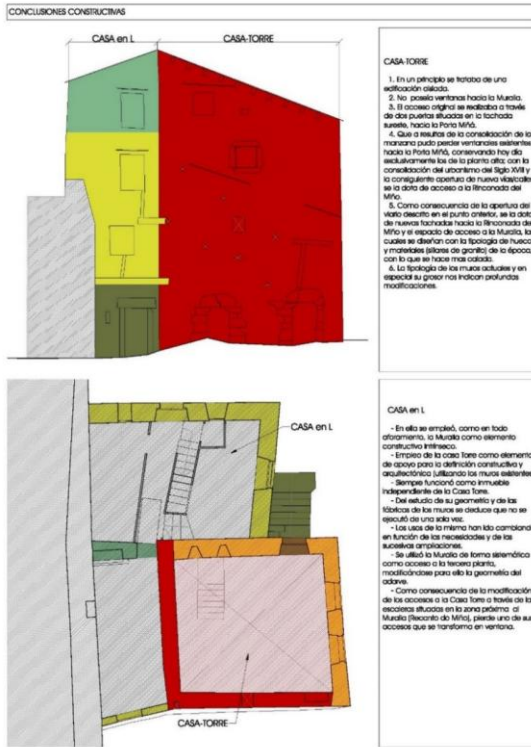 CONCLUSIONES CONSTRUCTIVAS
CASA en L
CASA-TORRE
CASA-TORRE
1. En un principio se trataba de una
edificación aislada.
2. No poseía ventanas hacia la Muralla.
3. El acceso original se realizaba a través
de dos puertas situadas en la fachada
sureste, hacia la Porta Miñá.
4. Que a resultas de la consolidación de la
manzana pudo perder ventanales existentes
hacia la Porta Miñá, conservando hoy día
exclusivamente los de la planta alta; con la
consolidación del urbanismo del Siglo XVIII y
la consiguiente apertura de nueva vías/calles
se la dota de acceso a la Rinconada del
Miño.
5. Como consecuencia de la apertura del
viario descrito en el punto anterior, se la dota
de nuevas fachadas hacia la Rinconada del
Miño y el espacio de acceso a la Muralla, las
cuales se diseñan con la tipología de huecos
y materiales (sillares de granito) de la época,
con lo que se hace mas calada.
6. La tipología de los muros actuales y en
especial su grosor nos indican profundas
modificaciones.
CASA en L
CASA-TORRE
CASA en L
- En ella se empleó, como en todo
aforamiento, la Muralla como elemento
constructivo intrínseco.
- Empleo de la casa Torre como elemento
de apoyo para la definición constructiva y
arquitectónica (utilizando los muros existentes
- Siempre funcionó como inmueble
independiente de la Casa Torre.
- Del estudio de su geometría y de las
fábricas de los muros se deduce que no se
ejecutó de una sola vez.
- Los usos de la misma han ido cambiando
en función de las necesidades y de las
sucesivas ampliaciones.
- Se utilizó la Muralla de forma sistemática
como acceso a la tercera planta,
modificándose para ello la geometría del
adarve.
- Como consecuencia de la modificación
de los accesos a la Casa Torre a través de las
escaleras situadas en la zona próxima al
Muralla (Recanto do Miño), pierde uno de sus
accesos que se transforma en ventana.